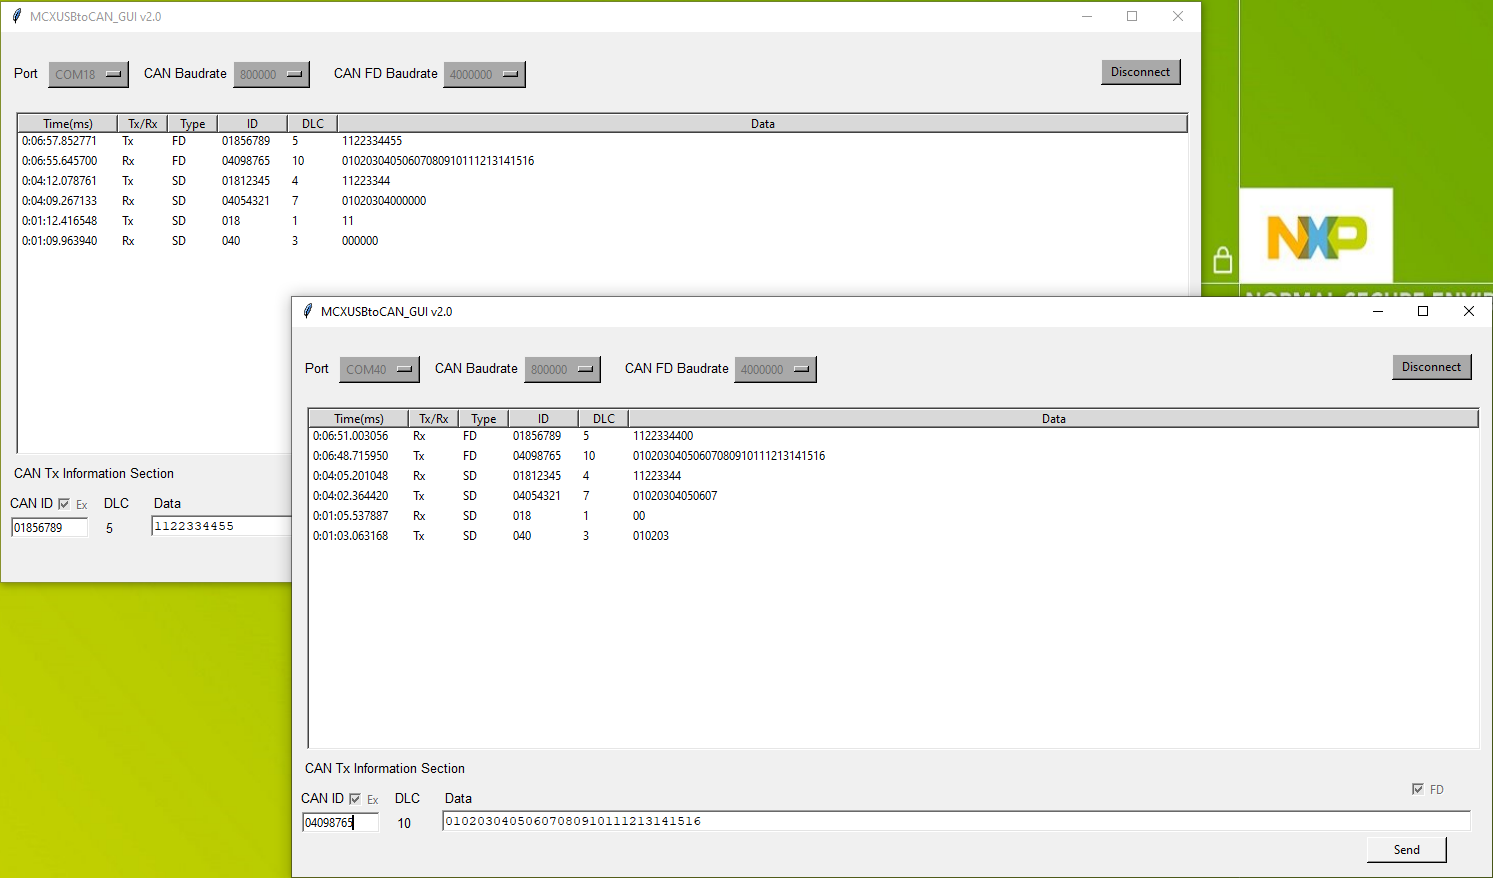 MCXUSBtoCAN_GUI v2.0
Port COM18 CAN Baudrate 800000 CAN FD Baudrate 4000000 Disconnect
Time(ms) Tx/Rx Type ID DLC Data
0:06:57.852771 Tx FD 01856789 5 1122334455
0:06:55.645700 Rx FD 04098765 10 01020304050607080910111213141516
0:04:12.078761 Tx SD 01812345 4 11223344
0:04:09.267133 Rx SD 04054321 7 01020304000000
0:01:12.416548 Tx SD 018 1 11
0:01:09.963940 Rx SD 040 3 000000
CAN Tx Information Section
CAN ID Ex DLC Data
01856789 5 1122334455
NXP
MCXUSBtoCAN_GUI v2.0
Port COM40 CAN Baudrate 800000 CAN FD Baudrate 4000000 Disconnect
Time(ms) Tx/Rx Type ID DLC Data
0:06:51.003056 Rx FD 01856789 5 1122334400
0:06:48.715950 Tx FD 04098765 10 01020304050607080910111213141516
0:04:05.201048 Rx SD 01812345 4 11223344
0:04:02.364420 Tx SD 04054321 7 01020304050607
0:01:05.537887 Rx SD 018 1 00
0:01:03.063168 Tx SD 040 3 010203
CAN Tx Information Section
FD
CAN ID Ex DLC Data
04098765 10 01020304050607080910111213141516
Send